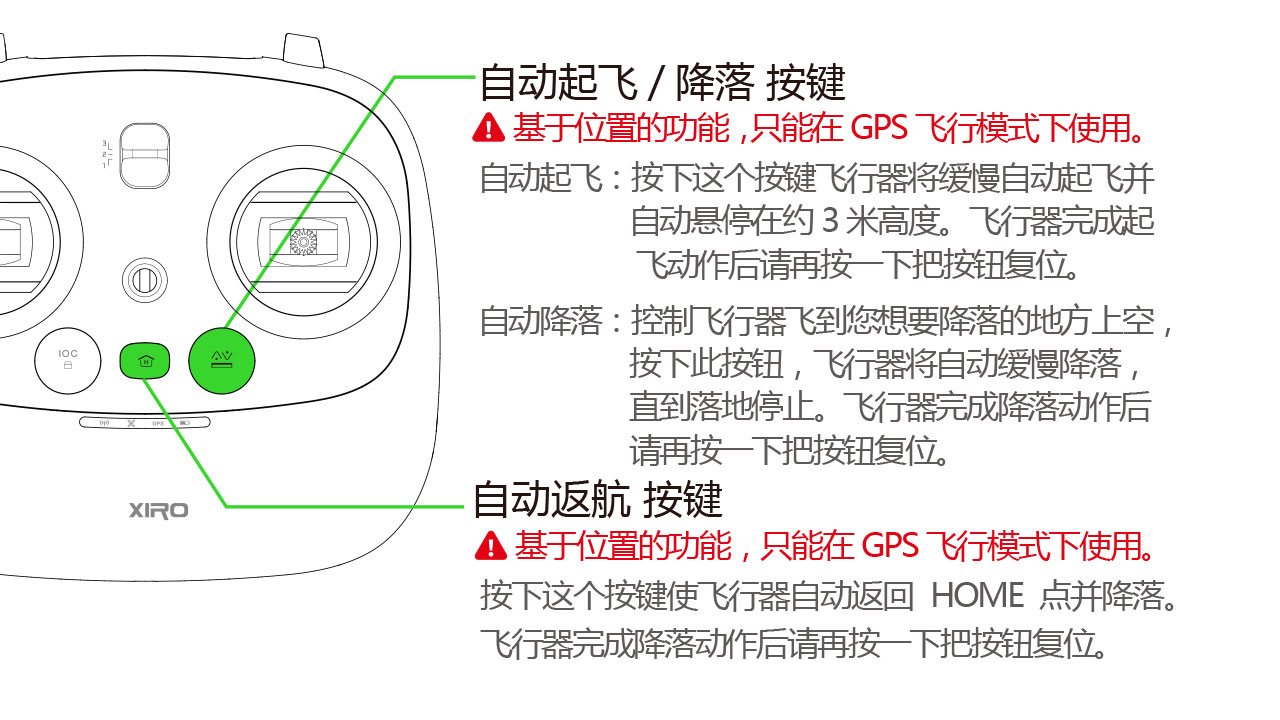 自动起飞 / 降落 按键
基于位置的功能，只能在 GPS 飞行模式下使用。
自动起飞：按下这个按键飞行器将缓慢自动起飞并
自动悬停在约 3 米高度。飞行器完成起
飞动作后请再按一下把按钮复位。
自动降落：控制飞行器飞到您想要降落的地方上空，
按下此按钮，飞行器将自动缓慢降落，
直到落地停止。飞行器完成降落动作后
请再按一下把按钮复位。
自动返航 按键
基于位置的功能，只能在 GPS 飞行模式下使用。
按下这个按键使飞行器自动返回 HOME 点并降落。
飞行器完成降落动作后请再按一下把按钮复位。
3
2
1
IOC
H
GPS
XIRO